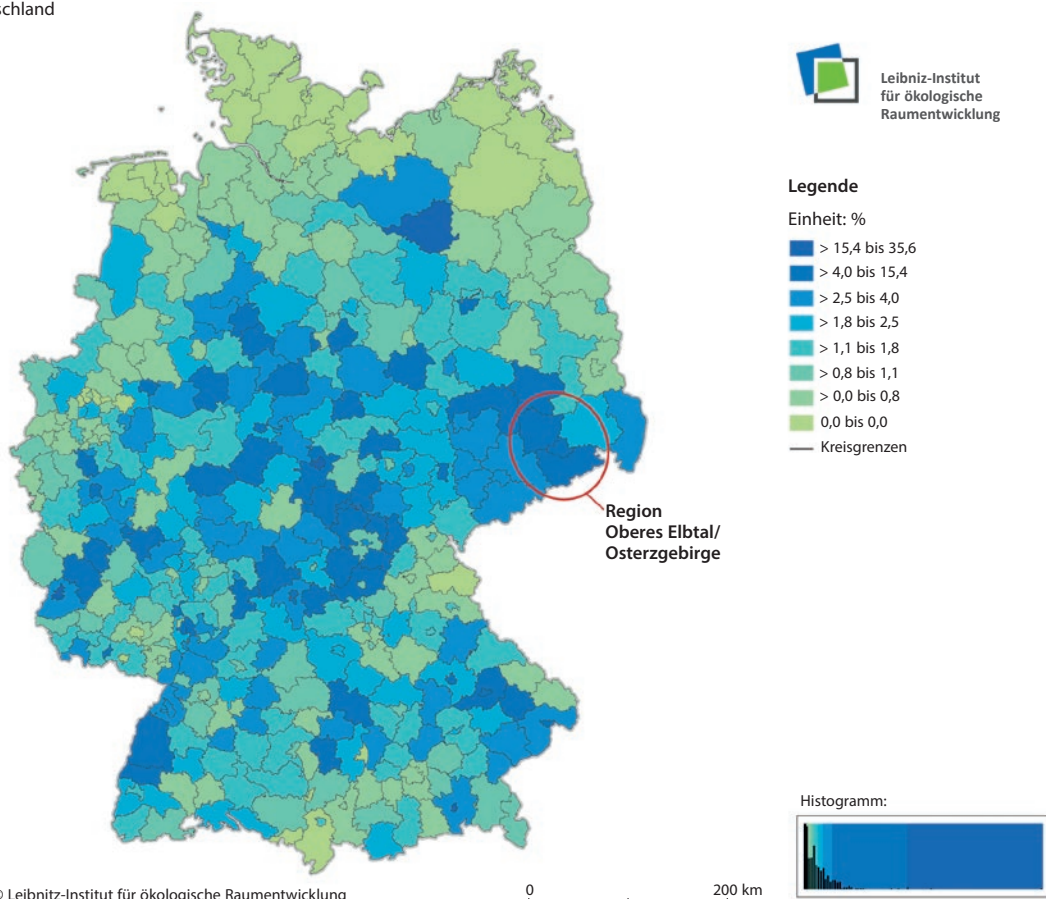 schland
Leibniz-Institut
für ökologische
Raumentwicklung
Legende
Einheit: %
> 15,4 bis 35,6
> 4,0 bis 15,4
> 2,5 bis 4,0
> 1,8 bis 2,5
> 1,1 bis 1,8
> 0,8 bis 1,1
> 0,0 bis 0,8
0,0 bis 0,0
Kreisgrenzen
Region
Oberes Elbtal/
Osterzgebirge
Histogramm:
© Leibnitz-Institut für ökologische Raumentwicklung
0 200 km